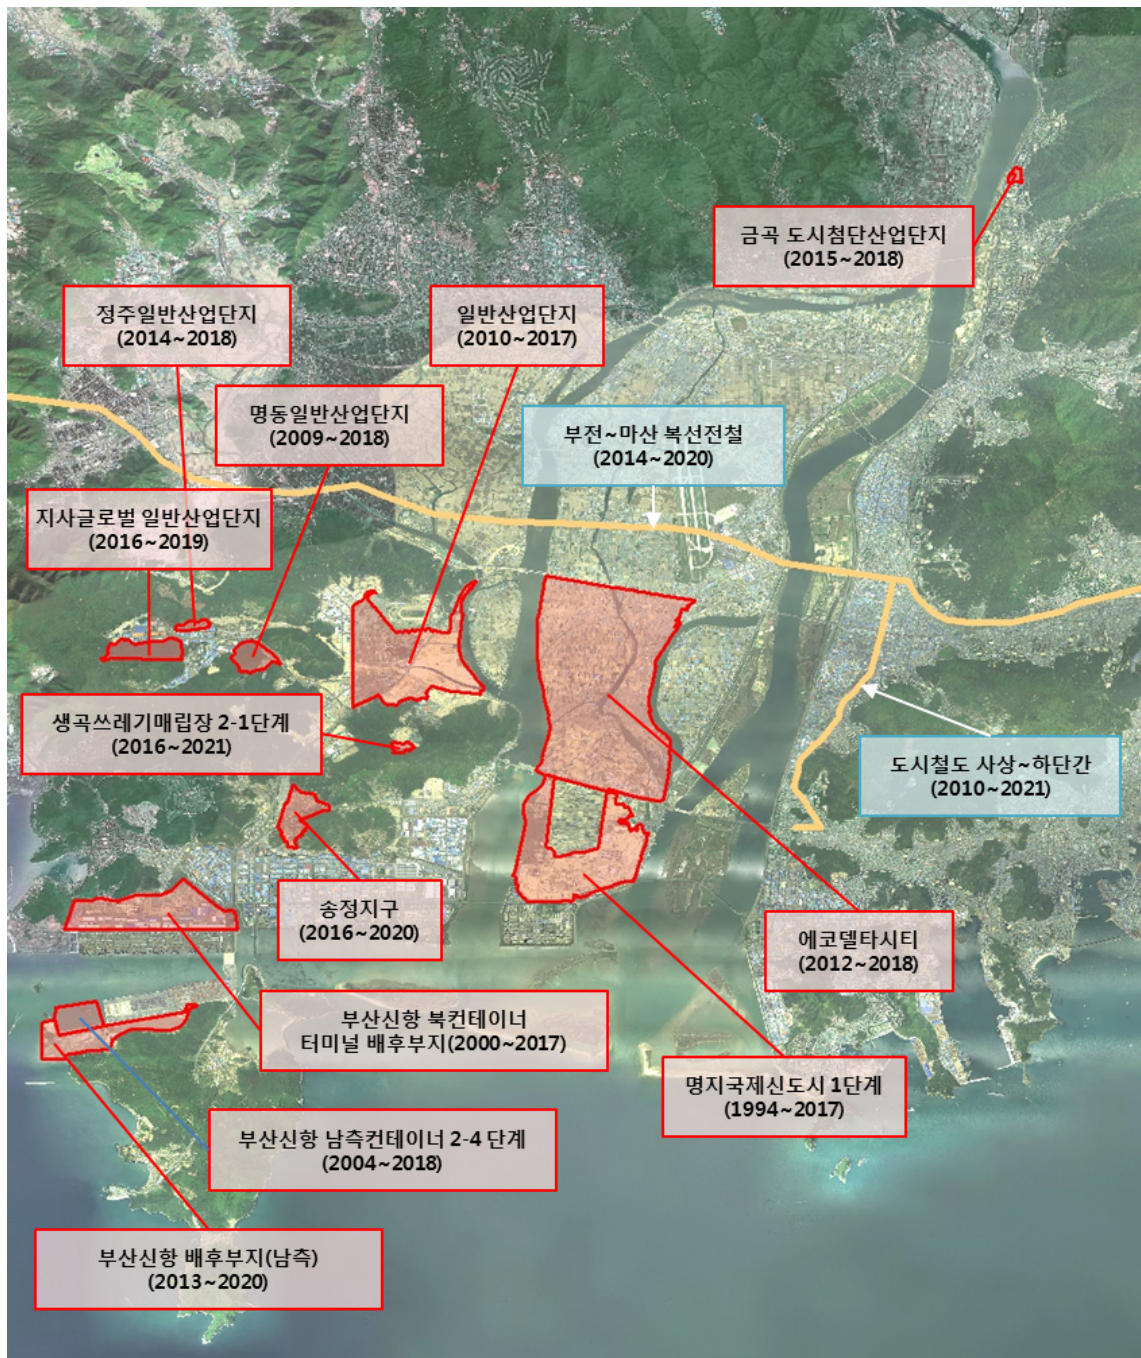 금곡 도시첨단산업단지
(2015~2018)
정주일반산업단지
(2014~2018)
일반산업단지
(2010~2017)
명동일반산업단지
(2009~2018)
부전~마산 복선전철
(2014~2020)
지사글로벌 일반산업단지
(2016~2019)
생곡쓰레기매립장 2-1단계
(2016~2021)
도시철도 사상~하단간
(2010~2021)
송정지구
(2016~2020)
에코델타시티
(2012~2018)
부산신항 북컨테이너
터미널 배후부지(2000~2017)
명지국제신도시 1단계
(1994~2017)
부산신항 남측컨테이너 2-4 단계
(2004~2018)
부산신항 배후부지(남측)
(2013~2020)